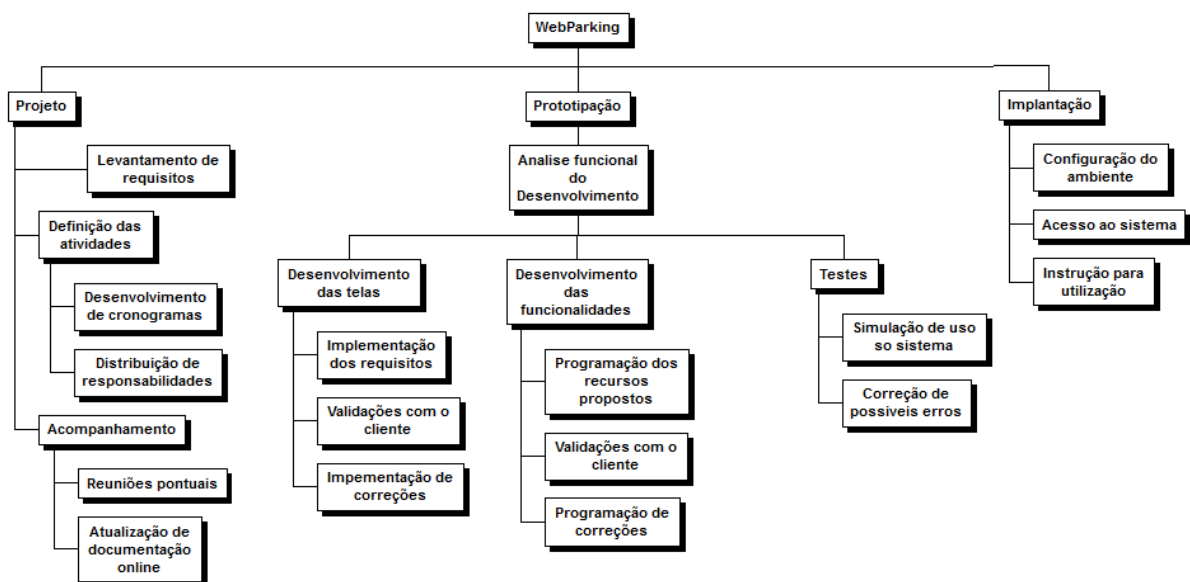 WebParking
Projeto
Levantamento de
requisitos
Definição das
atividades
Desenvolvimento
de cronogramas
Distribuição de
responsabilidades
Acompanhamento
Reuniões pontuais
Atualização de
documentação
online
Prototipação
Analise funcional
do
Desenvolvimento
Desenvolvimento
das telas
Implementação
dos requisitos
Validações com o
cliente
Impementação de
correções
Desenvolvimento
das
funcionalidades
Programação dos
recursos
propostos
Validações com o
cliente
Programação de
correções
Testes
Simulação de uso
so sistema
Correção de
possiveis erros
Implantação
Configuração do
ambiente
Acesso ao sistema
Instrução para
utilização